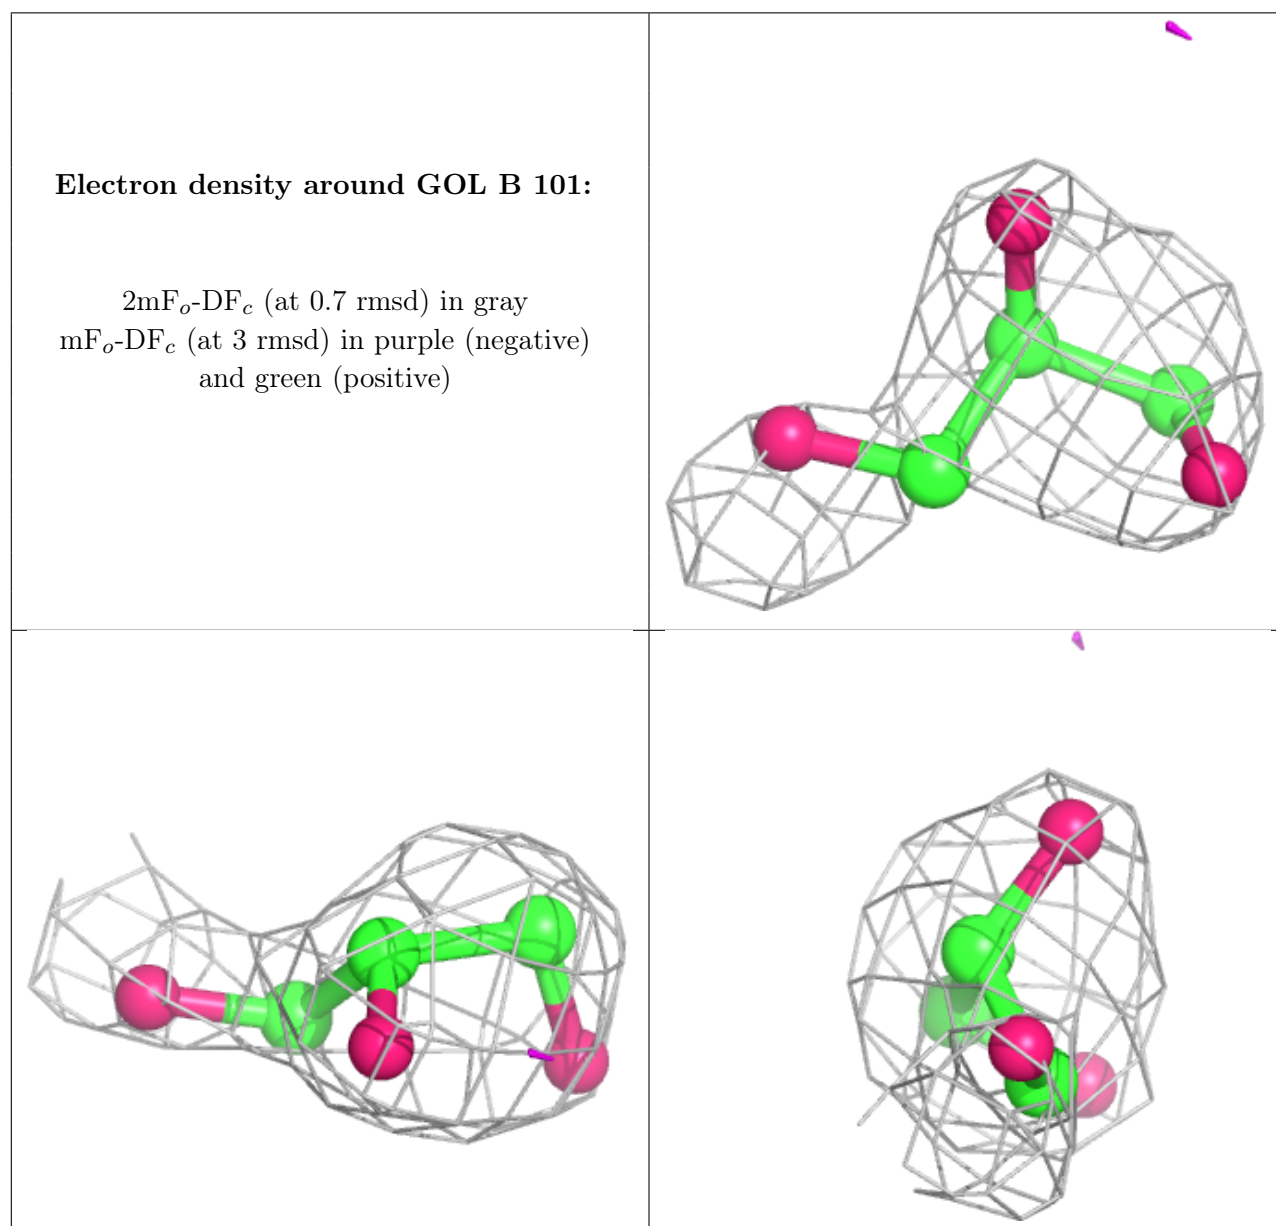 Electron density around GOL B 101:
2mFo-DFc (at 0.7 rmsd) in gray
mFo-DFc (at 3 rmsd) in purple (negative)
and green (positive)